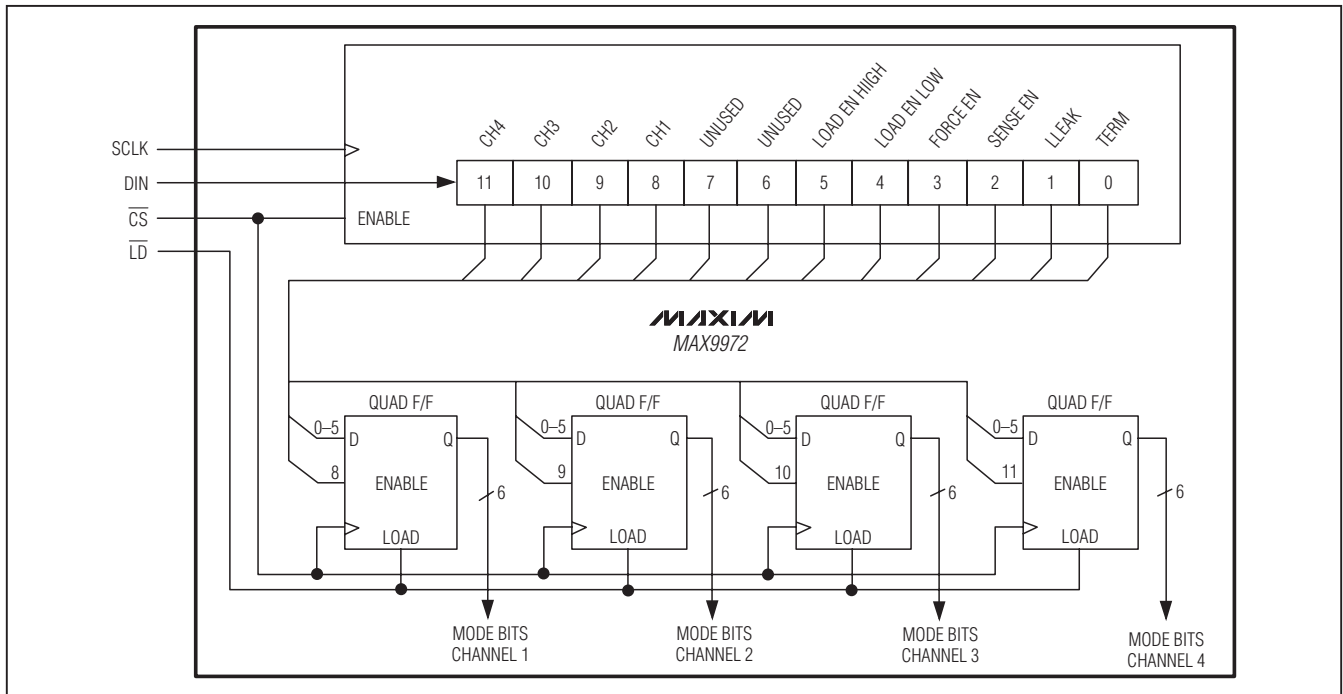 CH4
CH3
CH2
CH1
UNUSED
UNUSED
LOAD EN HIIGH
LOAD EN LOW
FORCE EN
SENSE EN
LLEAK
TERM
SCLK
DIN
CS
LD
11 10 9 8 7 6 5 4 3 2 1 0
ENABLE
MAXIM
MAX9972
QUAD F/F QUAD F/F QUAD F/F QUAD F/F
0–5 D Q 0–5 D Q 0–5 D Q 0–5 D Q
8 ENABLE 6 9 ENABLE 6 10 ENABLE 6 11 ENABLE 6
LOAD LOAD LOAD LOAD
MODE BITS
CHANNEL 1
MODE BITS
CHANNEL 2
MODE BITS
CHANNEL 3
MODE BITS
CHANNEL 4